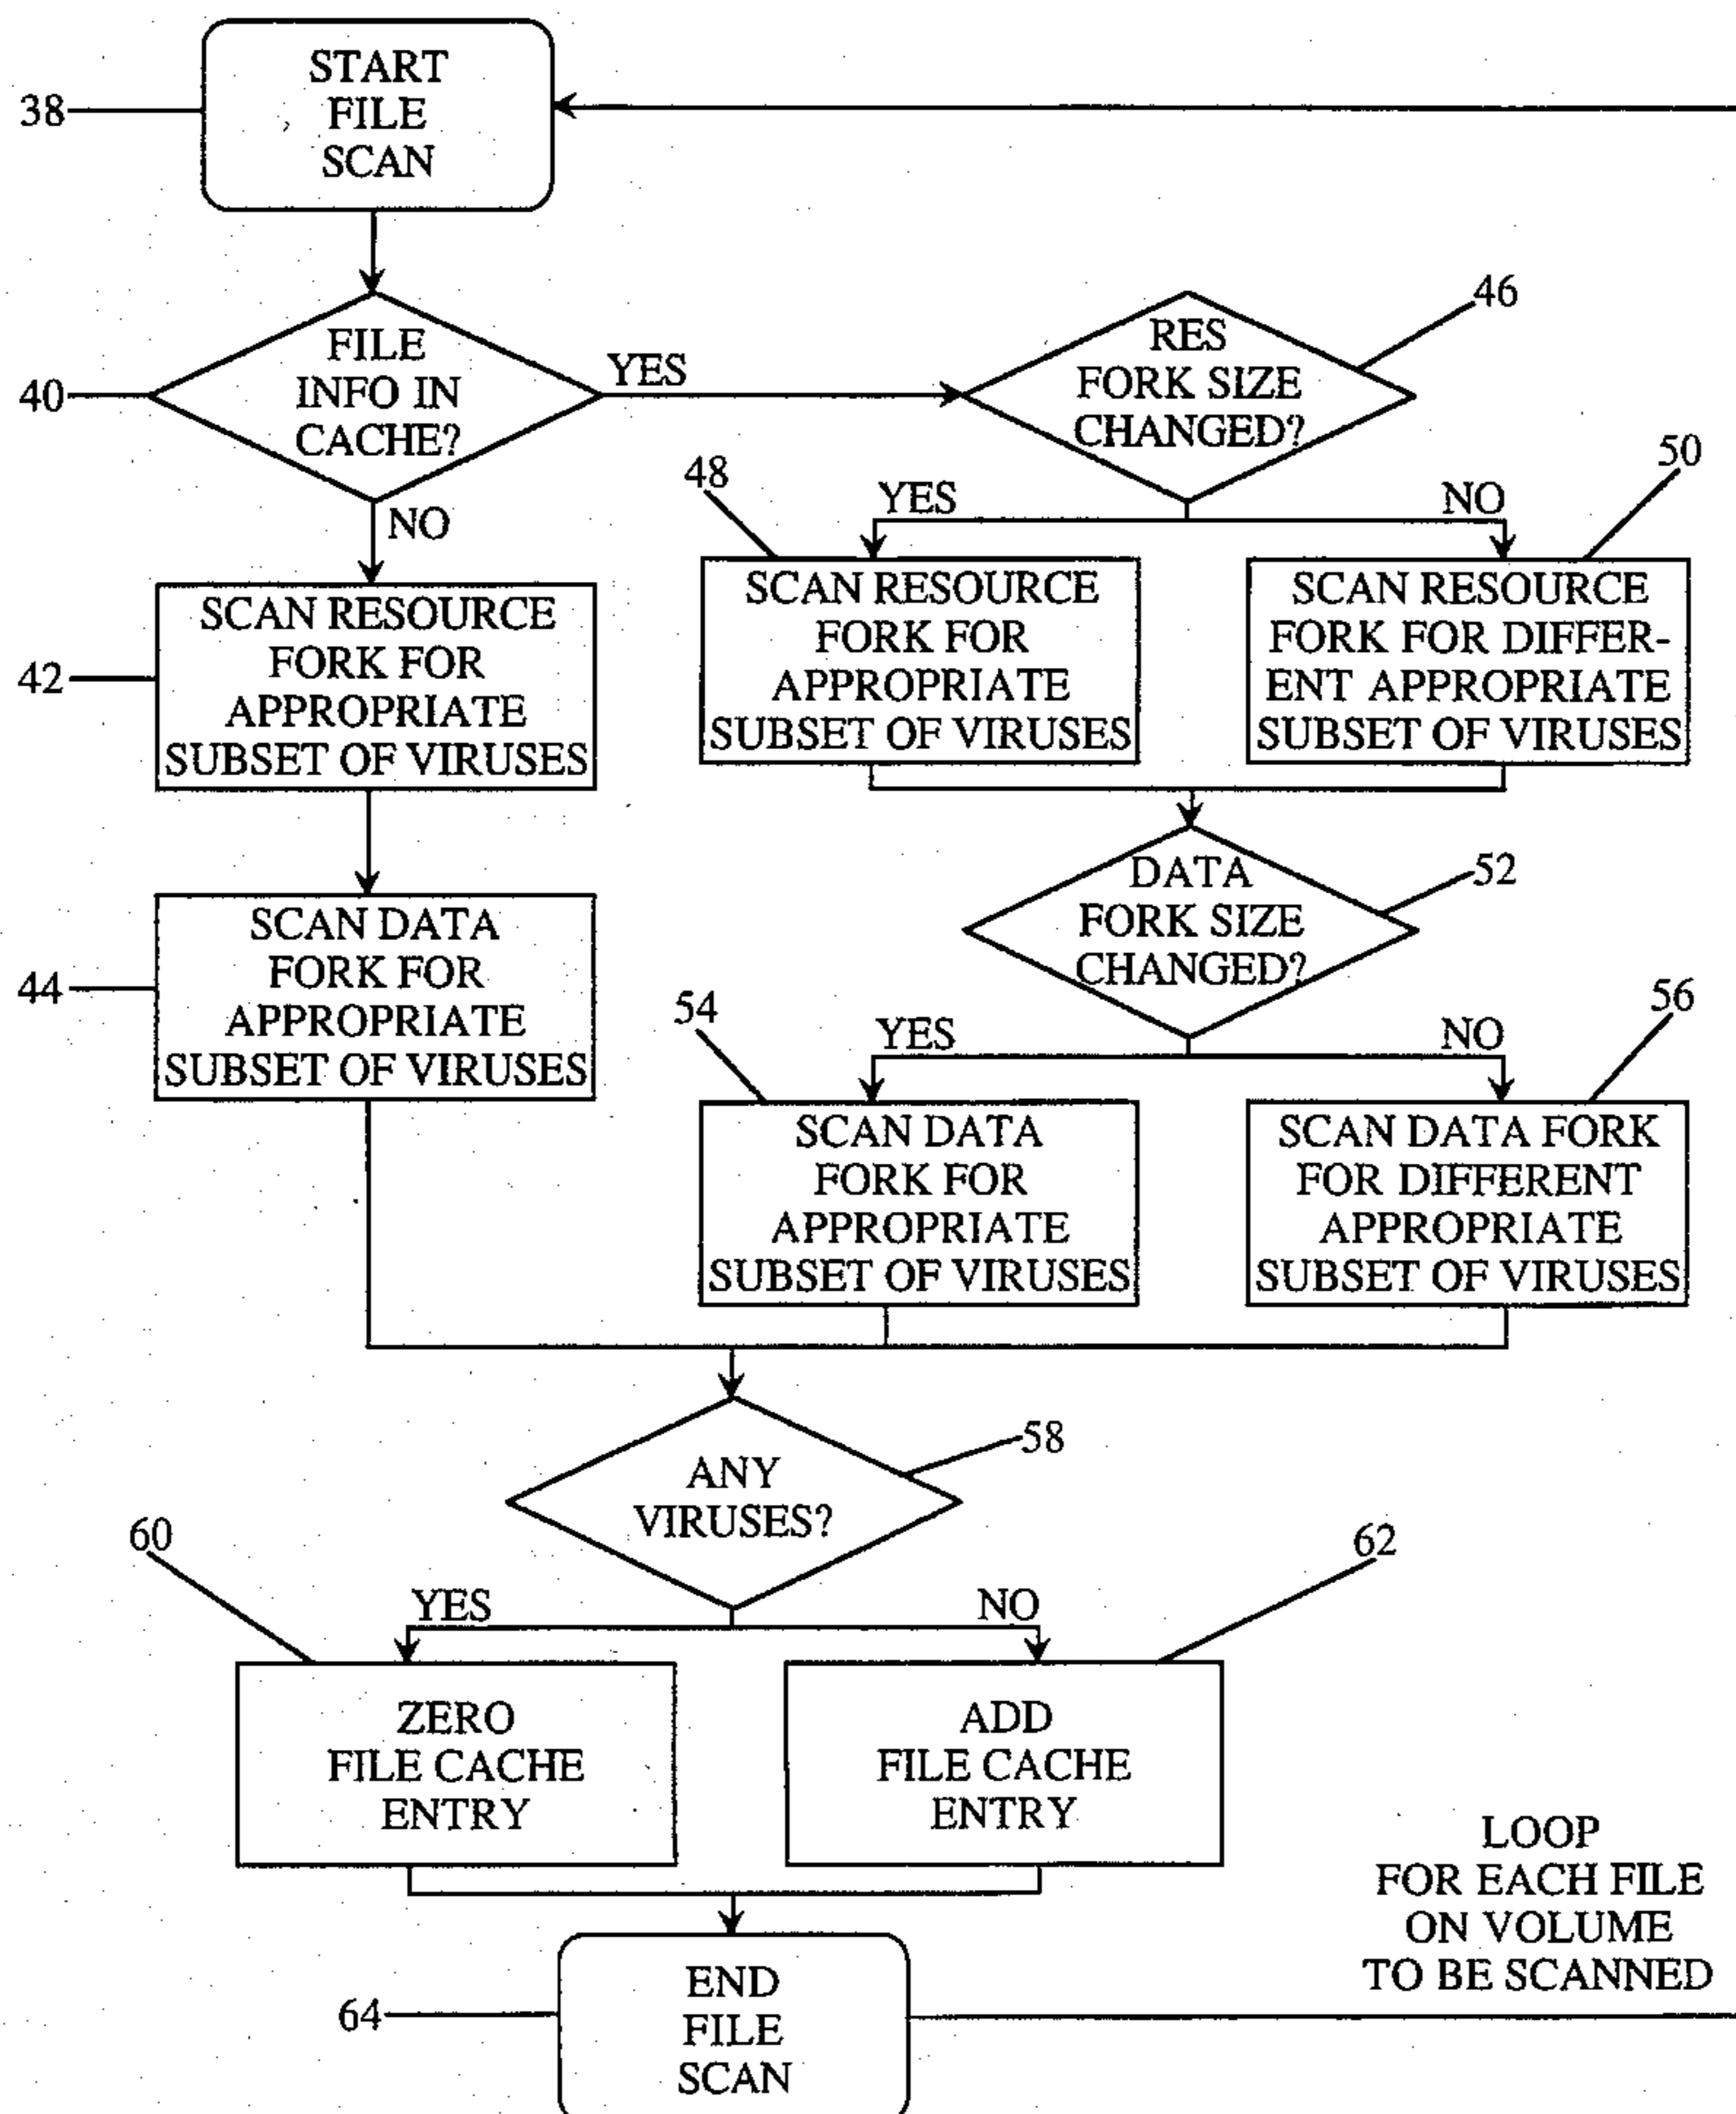 START
FILE
SCAN
38
FILE
INFO IN
CACHE?
40
YES
NO
RES
FORK SIZE
CHANGED?
46
48
YES
NO
50
SCAN RESOURCE
FORK FOR
APPROPRIATE
SUBSET OF VIRUSES
42
SCAN RESOURCE
FORK FOR
APPROPRIATE
SUBSET OF VIRUSES
SCAN RESOURCE
FORK FOR DIFFER-
ENT APPROPRIATE
SUBSET OF VIRUSES
SCAN DATA
FORK FOR
APPROPRIATE
SUBSET OF VIRUSES
44
DATA
FORK SIZE
CHANGED?
52
54
YES
NO
56
SCAN DATA
FORK FOR
APPROPRIATE
SUBSET OF VIRUSES
SCAN DATA FORK
FOR DIFFERENT
APPROPRIATE
SUBSET OF VIRUSES
ANY
VIRUSES?
58
60
YES
NO
62
ZERO
FILE CACHE
ENTRY
ADD
FILE CACHE
ENTRY
LOOP
FOR EACH FILE
ON VOLUME
TO BE SCANNED
END
FILE
SCAN
64